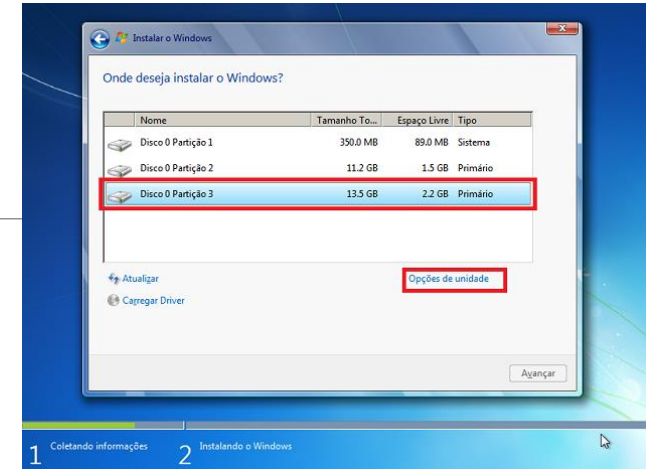 Instalar o Windows
Onde deseja instalar o Windows?
Nome Tamanho To... Espaço Livre Tipo
Disco 0 Partição 1 350.0 MB 89.0 MB Sistema
Disco 0 Partição 2 11.2 GB 1.5 GB Primário
Disco 0 Partição 3 13.5 GB 2.2 GB Primário
Atualizar Opções de unidade
Carregar Driver
Avançar
1 Coletando informações 2 Instalando o Windows